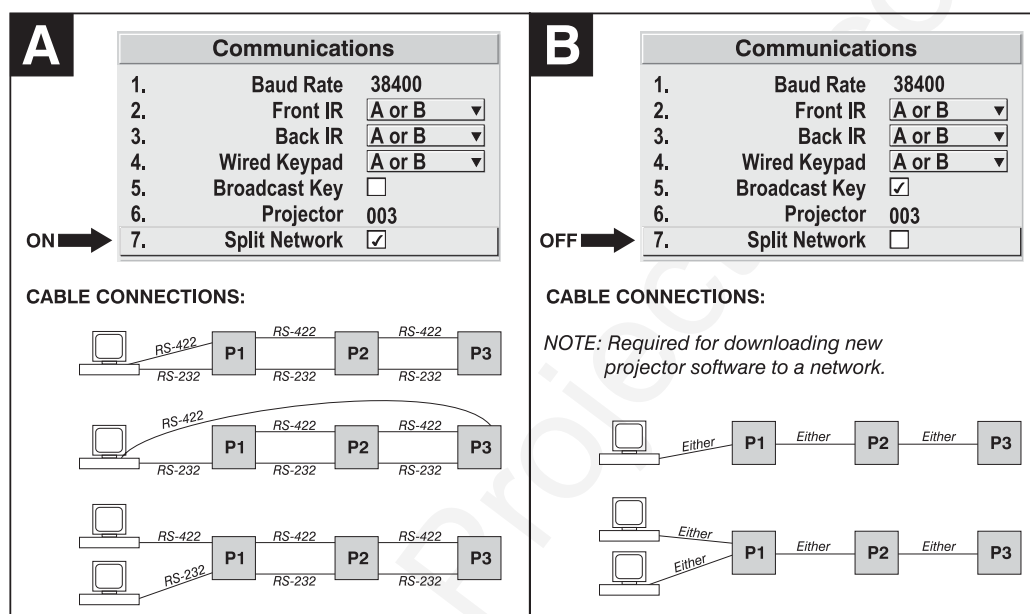 A
Communications
1. Baud Rate 38400
2. Front IR A or B
3. Back IR A or B
4. Wired Keypad A or B
5. Broadcast Key
6. Projector 003
ON 7. Split Network ✓
CABLE CONNECTIONS:
RS-422 RS-422 RS-422
P1 P2 P3
RS-232 RS-232 RS-232
RS-422
RS-422 RS-422
P1 P2 P3
RS-232 RS-232 RS-232
RS-422 RS-422 RS-422
P1 P2 P3
RS-232 RS-232 RS-232
B
Communications
1. Baud Rate 38400
2. Front IR A or B
3. Back IR A or B
4. Wired Keypad A or B
5. Broadcast Key ✓
6. Projector 003
OFF 7. Split Network
CABLE CONNECTIONS:
NOTE: Required for downloading new
projector software to a network.
Either P1 Either P2 Either P3
Either
P1 Either P2 Either P3
Either